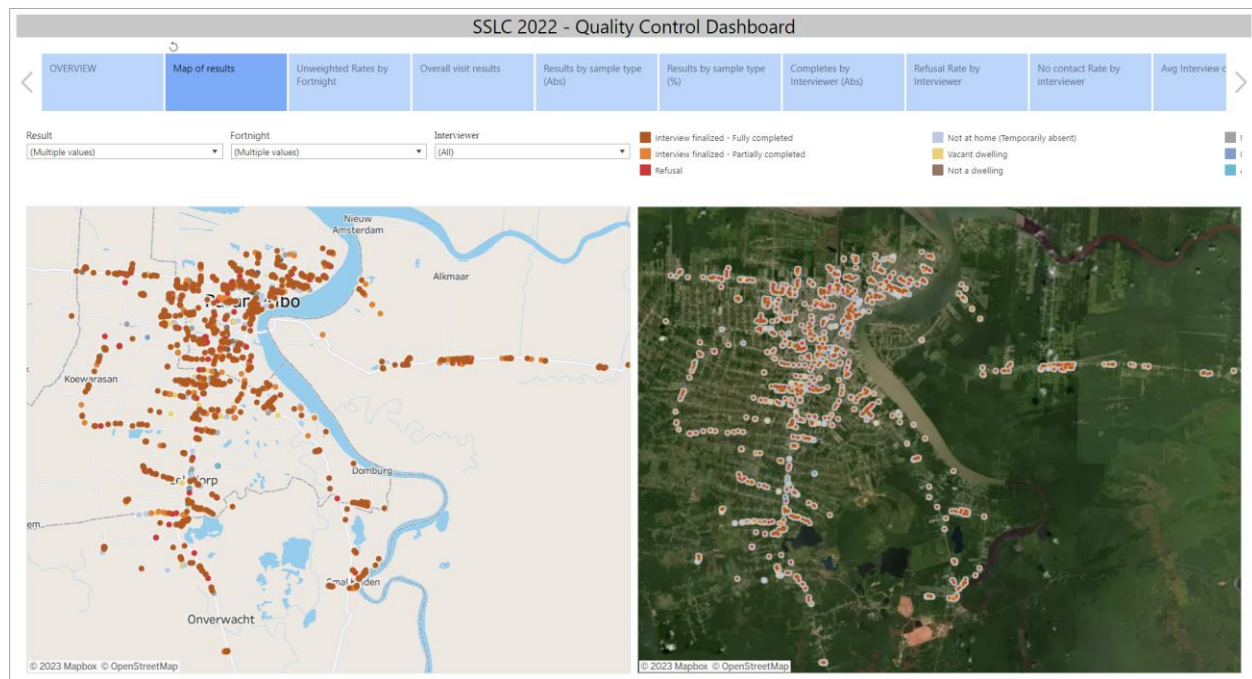 SSLC 2022 - Quality Control Dashboard
OVERVIEW
Map of results
Unweighted Rates by
Fortnight
Overall visit results
Results by sample type
(Abs)
Results by sample type
(%)
Completes by
Interviewer (Abs)
Refusal Rate by
Interviewer
No contact Rate by
interviewer
Avg Interview
Result
(Multiple values)
Fortnight
(Multiple values)
Interviewer
(All)
Interview finalized - Fully completed
Interview finalized - Partially completed
Refusal
Not at home (Temporarily absent)
Vacant dwelling
Not a dwelling
Nieuw
Amsterdam
Alkmaar
Koewarasan
Domburg
Onverwacht
© 2023 Mapbox © OpenStreetMap
© 2023 Mapbox © OpenStreetMap